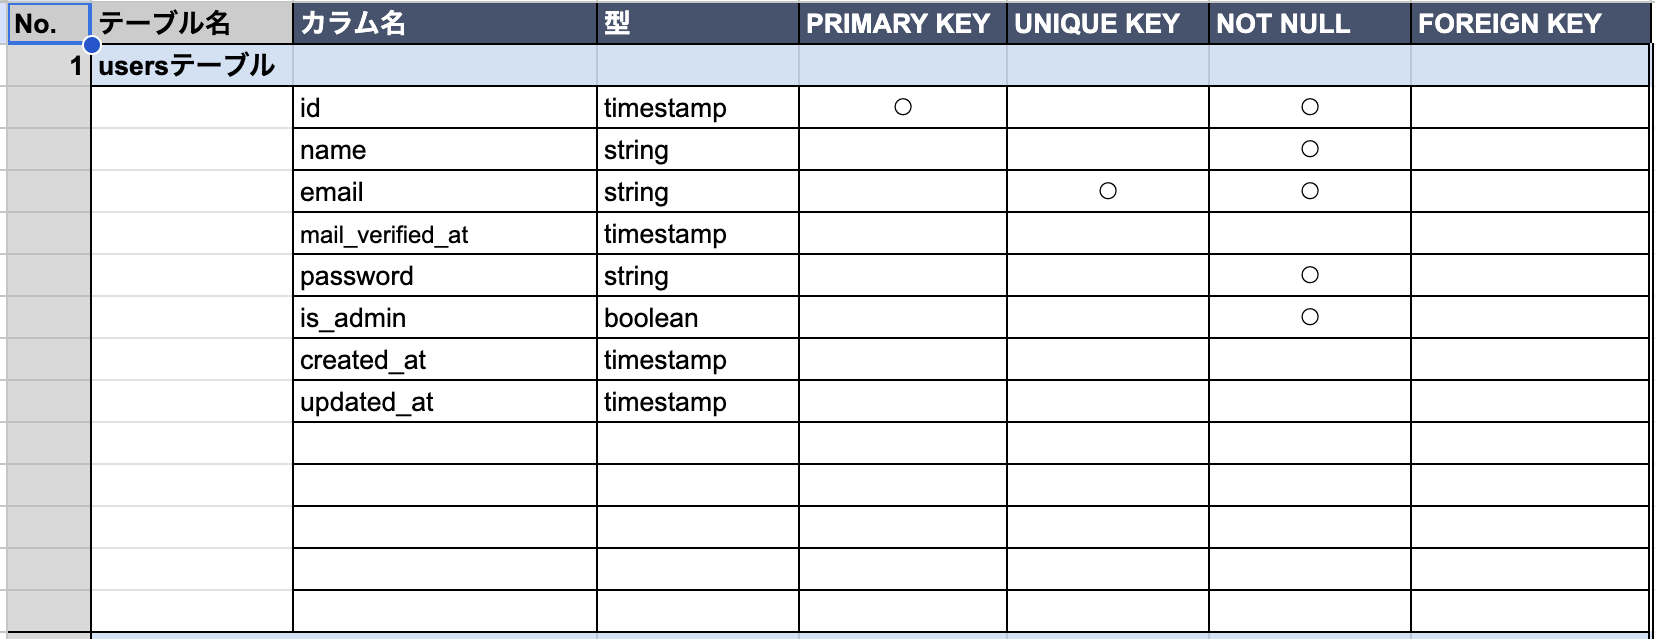 No. テーブル名 カラム名 型 PRIMARY KEY UNIQUE KEY NOT NULL FOREIGN KEY
1 usersテーブル
id timestamp ○ ○
name string ○
email string ○ ○
mail_verified_at timestamp
password string ○
is_admin boolean ○
created_at timestamp
updated_at timestamp